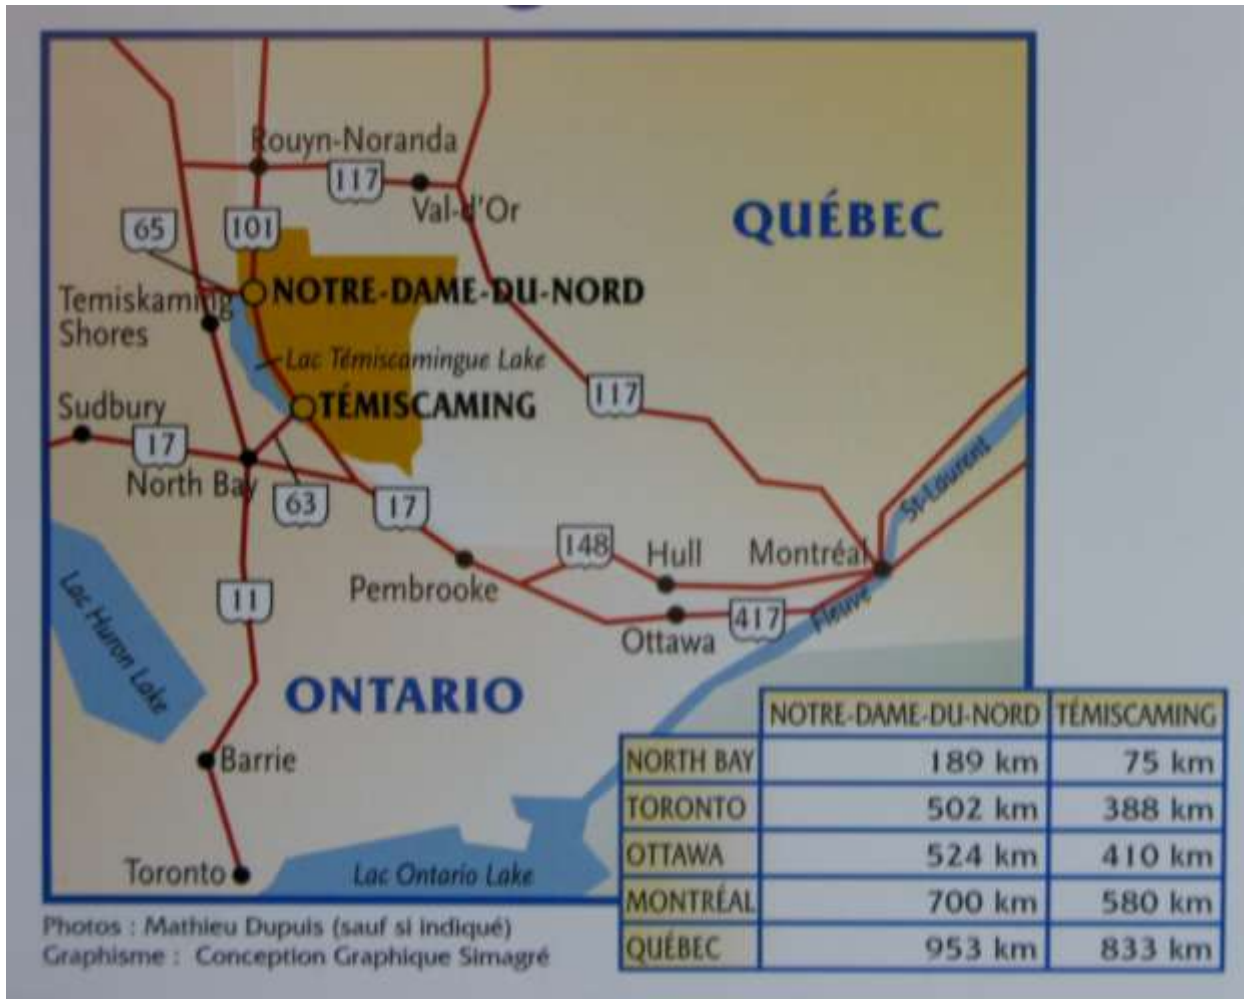 Rouyn-Noranda
117
Val-d'Or
QUÉBEC
65
101
NOTRE-DAME-DU-NORD
Temiskaming
Shores
Lac Témiscamingue Lake
TÉMISCAMING
117
Sudbury
17
North Bay
63
17
St-Laurent
148
Hull
Montréal
Pembrooke
11
Fleuve
417
Ottawa
Lac Huron Lake
ONTARIO
Barrie
Toronto
Lac Ontario Lake
NOTRE-DAME-DU-NORD TÉMISCAMING
NORTH BAY 189 km 75 km
TORONTO 502 km 388 km
OTTAWA 524 km 410 km
MONTRÉAL 700 km 580 km
QUÉBEC 953 km 833 km
Photos : Mathieu Dupuis (sauf si indiqué)
Graphisme : Conception Graphique Simagré